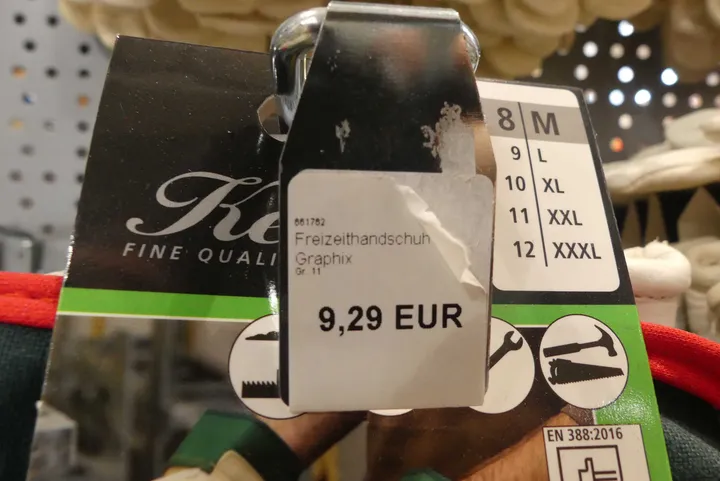 8 M
9 L
10 XL
11 XXL
12 XXXL
Ke
FINE QUALI
661762
Freizeithandschuh
Graphix
Gr. 11
9,29 EUR
EN 388:2016